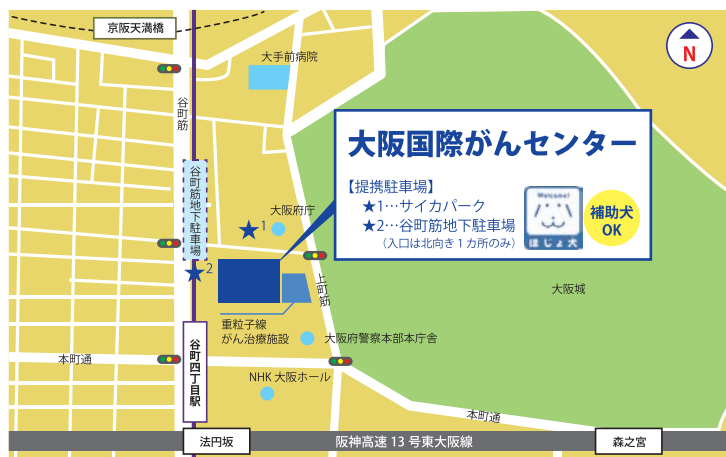 京阪天満橋
大手前病院
N
谷町筋
大阪国際がんセンター
【提携駐車場】
★1…サイカパーク
★2…谷町筋地下駐車場
（入口は北向き1カ所のみ）
Welcome!
ほじょ犬
補助犬
OK
谷町筋地下駐車場
大阪府庁
★1
★2
上町筋
大阪城
重粒子線
がん治療施設
大阪府警察本部本庁舎
谷町四丁目駅
本町通
NHK 大阪ホール
本町通
法円坂
阪神高速 13 号東大阪線
森之宮